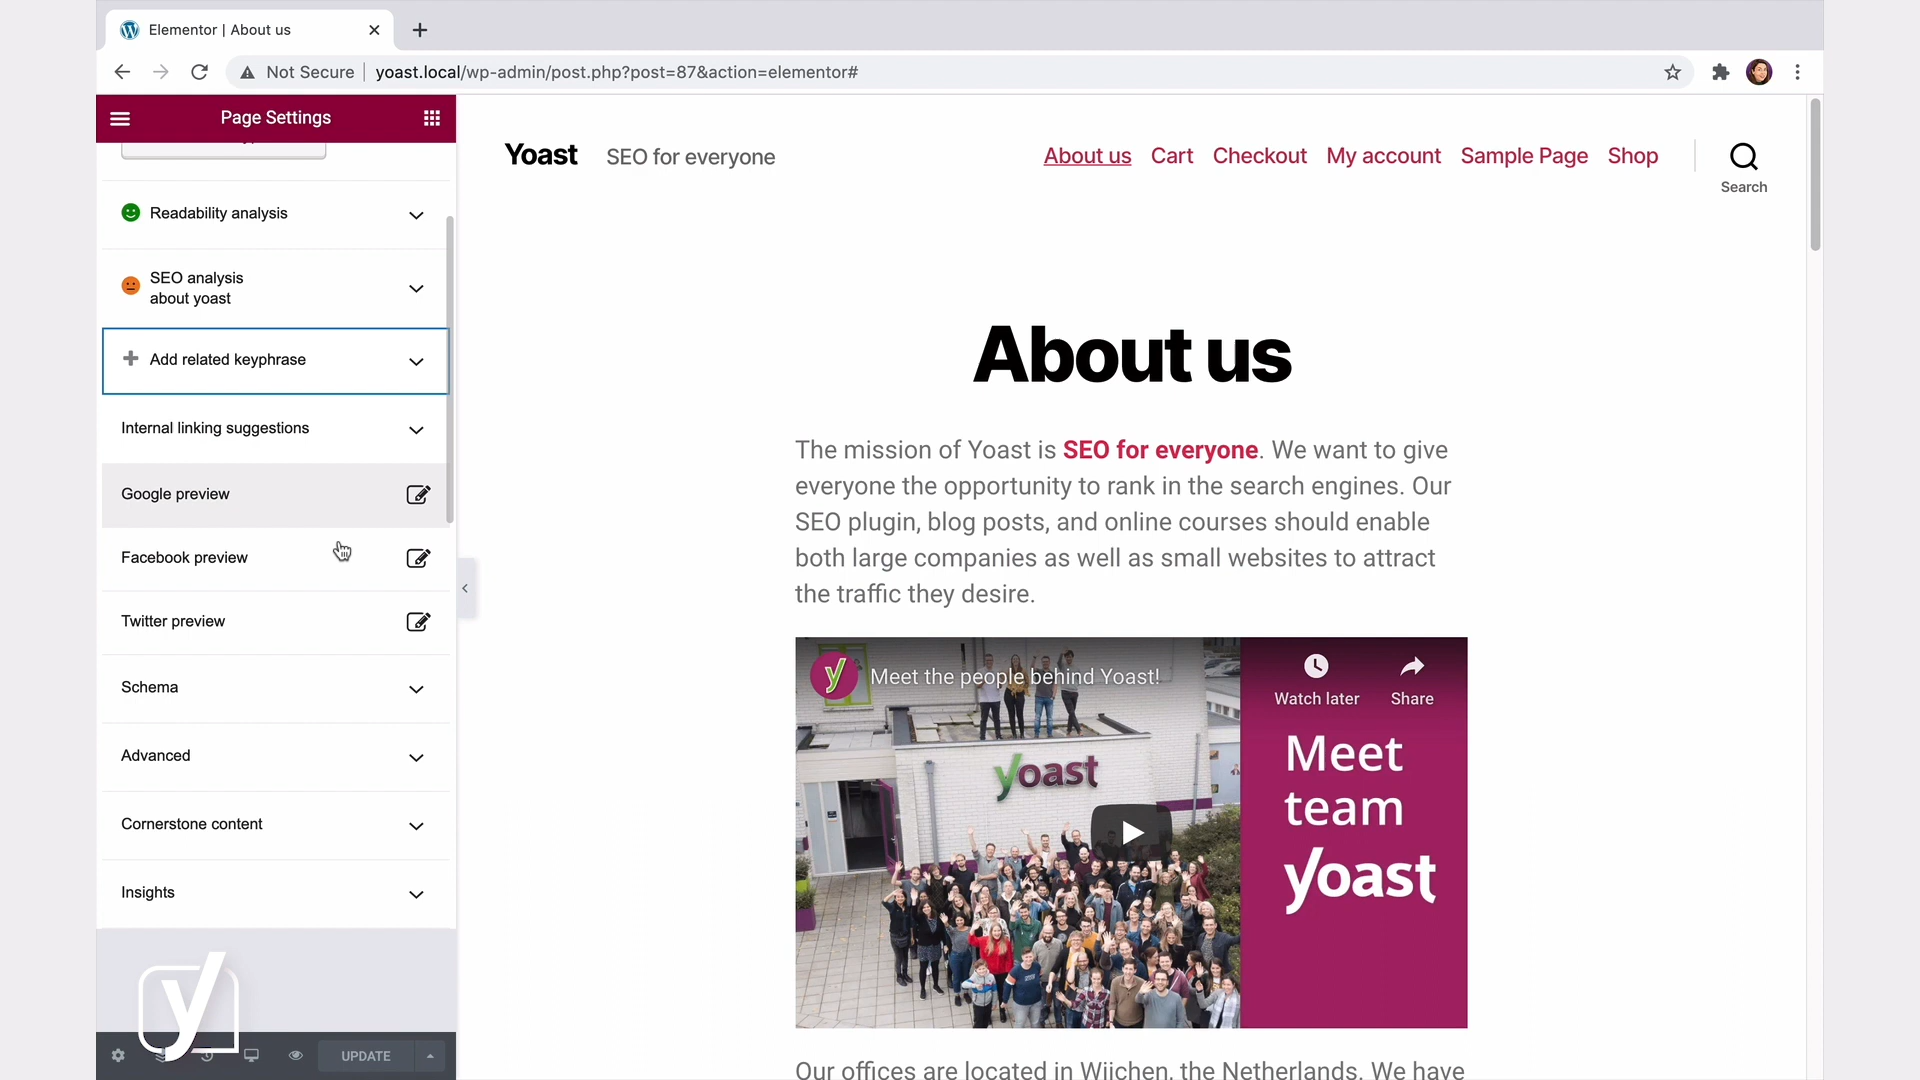 Elementor | About us
Not Secure
yoast.local/wp-admin/post.php?post=87&action=elementor#
Page Settings
Readability analysis
SEO analysis
about yoast
Add related keyphrase
Internal linking suggestions
Google preview
Facebook preview
Twitter preview
Schema
Advanced
Cornerstone content
Insights
y
UPDATE
Yoast
SEO for everyone
About us
Cart
Checkout
My account
Sample Page
Shop
Search
About us
The mission of Yoast is SEO for everyone. We want to give
everyone the opportunity to rank in the search engines. Our
SEO plugin, blog posts, and online courses should enable
both large companies as well as small websites to attract
the traffic they desire.
y
Meet the people behind Yoast!
Watch later
Share
yoast
Meet
team
yoast
Our offices are located in Wijchen, the Netherlands. We have